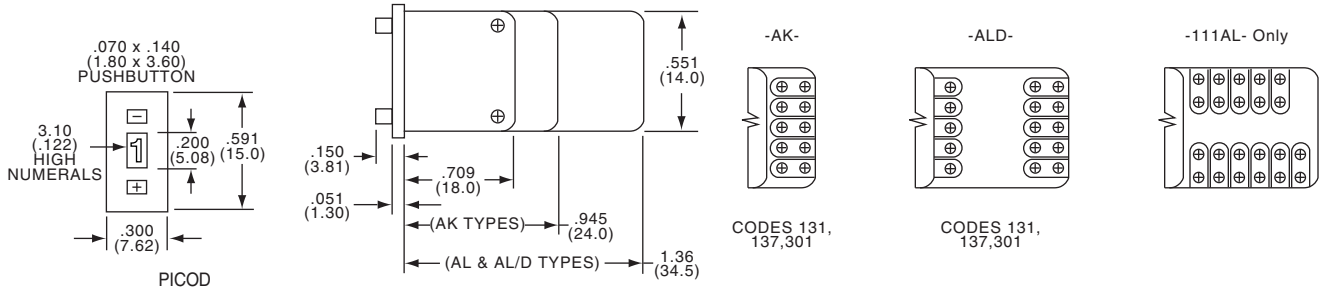 .070 x .140
(1.80 x 3.60)
PUSHBUTTON
3.10
(.122)
HIGH
NUMERALS
1
.200
(5.08)
.591
(15.0)
.300
(7.62)
PICOD
.551
(14.0)
.150
(3.81)
.709
(18.0)
.051
(1.30)
(AK TYPES)
.945
(24.0)
(AL & AL/D TYPES)
1.36
(34.5)
-AK-
CODES 131,
137,301
-ALD-
CODES 131,
137,301
-111AL- Only